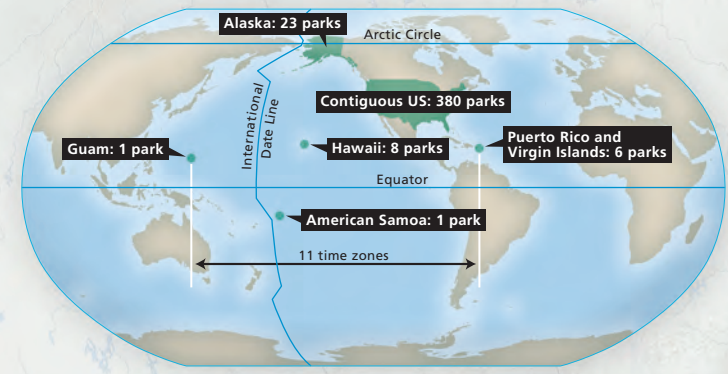 Alaska: 23 parks
Arctic Circle
International
Date Line
Contiguous US: 380 parks
Guam: 1 park
Hawaii: 8 parks
Puerto Rico and
Virgin Islands: 6 parks
Equator
American Samoa: 1 park
11 time zones